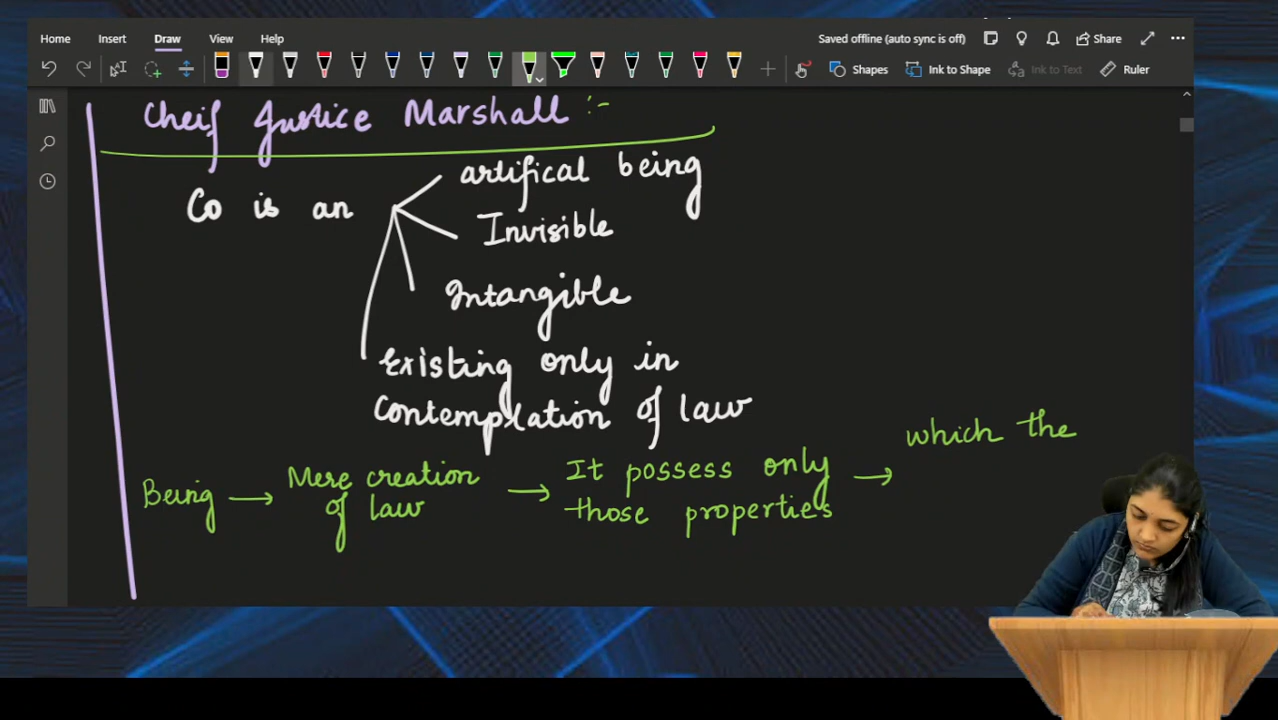 Saved offline (auto sync is off)
Share
Home Insert Draw View Help
Shapes Ink to Shape Ink to Text Ruler
Cheif Justice Marshall :-
Co is an
artifical being
Invisible
Intangible
Existing only in
Contemplation of law
Being → Mere creation
of law
→ It possess only
those properties
→ which the